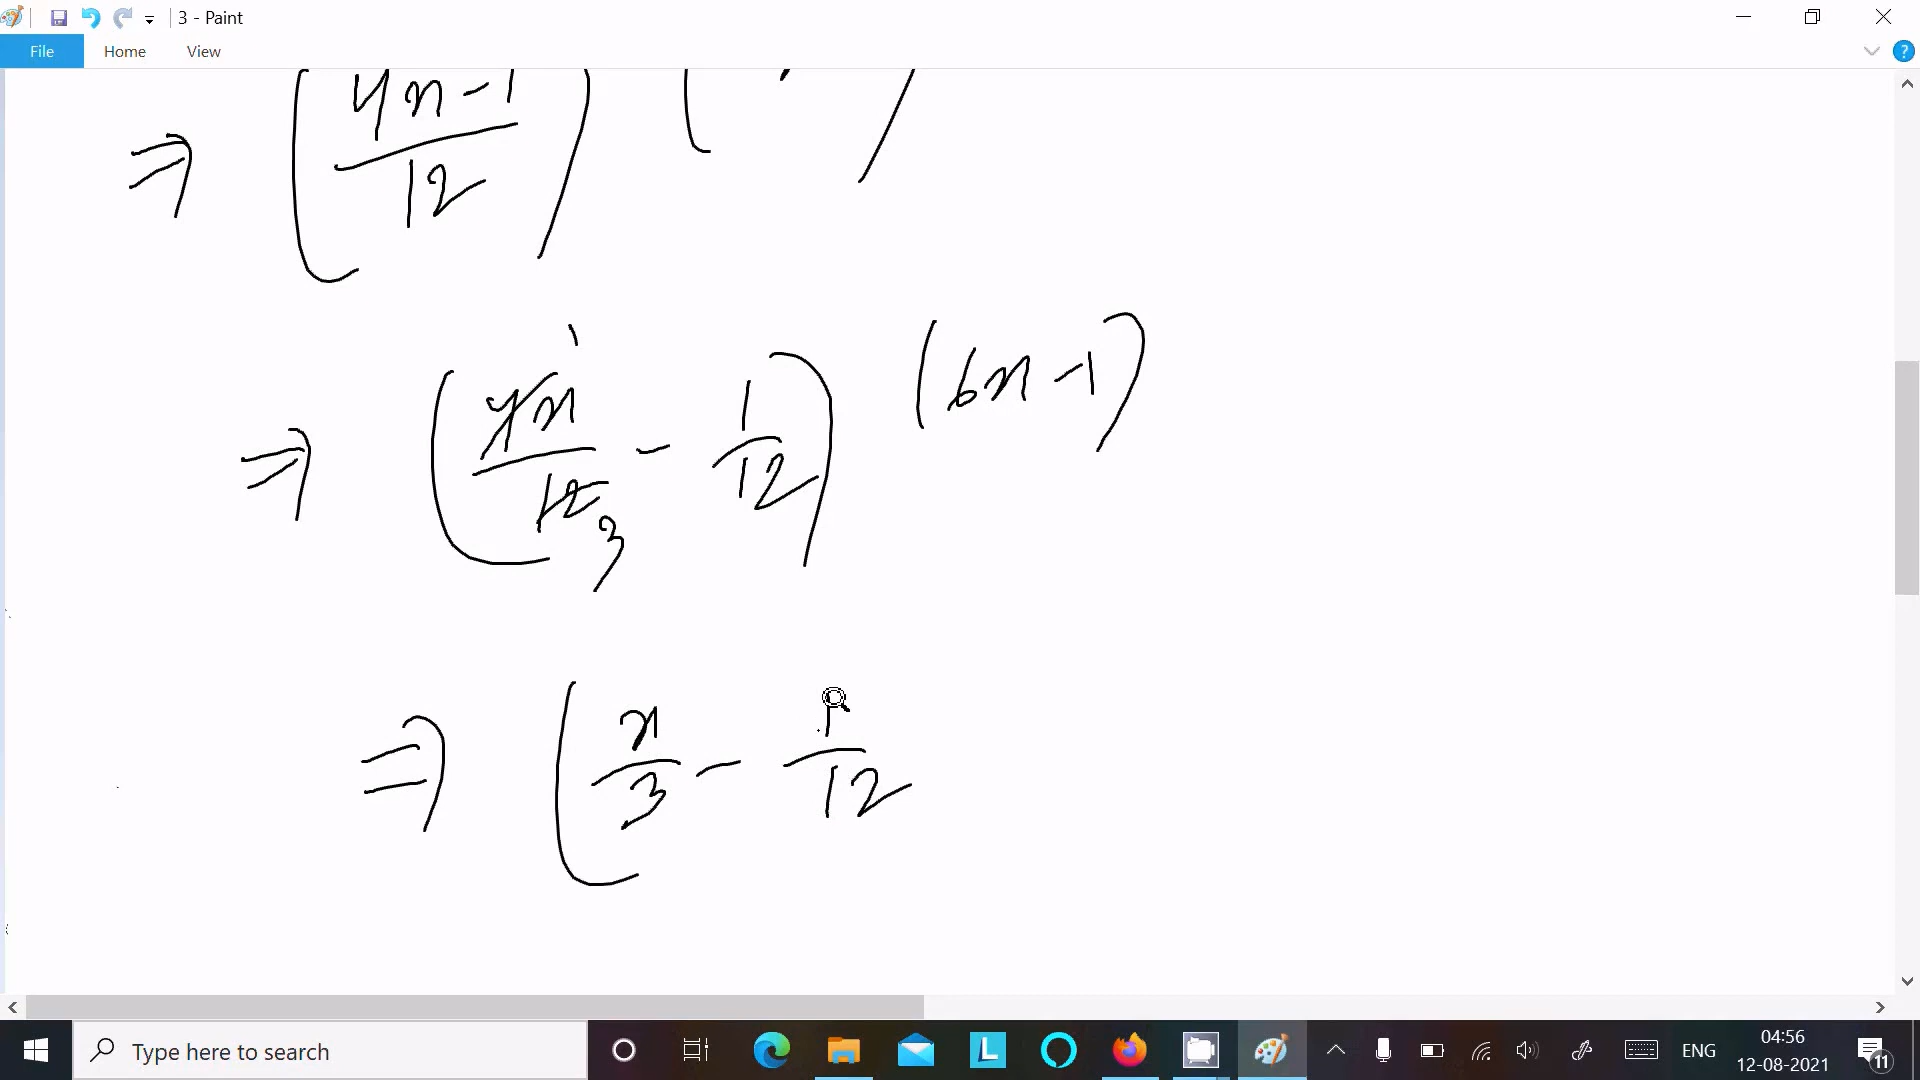 3 - Paint
File Home View
⇒ (4x-1
12) (
⇒ (4x/12 - 1/12) (6x-1)
1
3
⇒ (x/3 - 1/12
Type here to search
ENG
04:56
12-08-2021
11